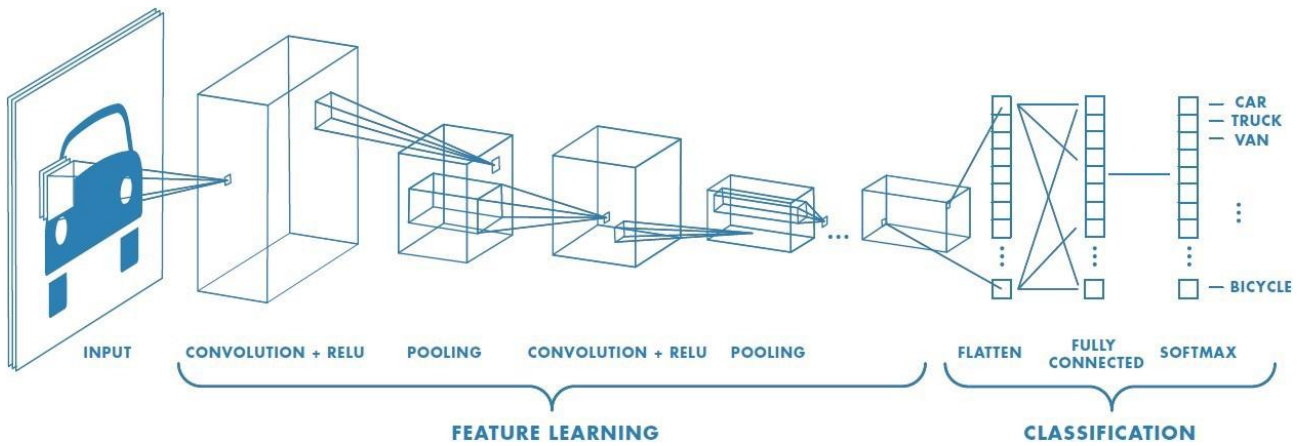 CAR
TRUCK
VAN
BICYCLE
INPUT
CONVOLUTION + RELU
POOLING
CONVOLUTION + RELU
POOLING
FLATTEN
FULLY
CONNECTED
SOFTMAX
FEATURE LEARNING
CLASSIFICATION